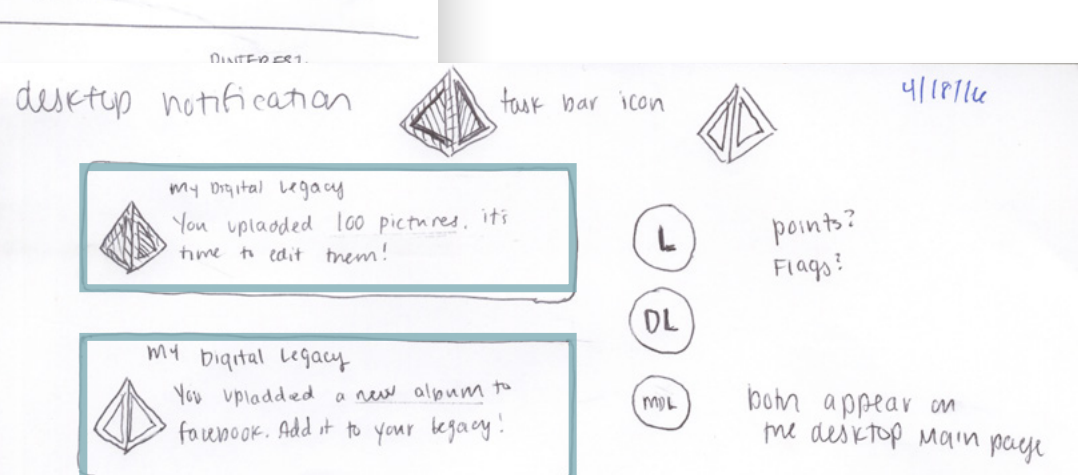 PINTEREST.
desktop notification
task bar icon
4/18/16
My Digital Legacy
You uplaoded 100 pictures. it's
time to edit them!
L
points?
Flags?
DL
My Digital Legacy
You uploaded a new album to
facebook. Add it to your legacy!
MDL
both appear on
the desktop main page